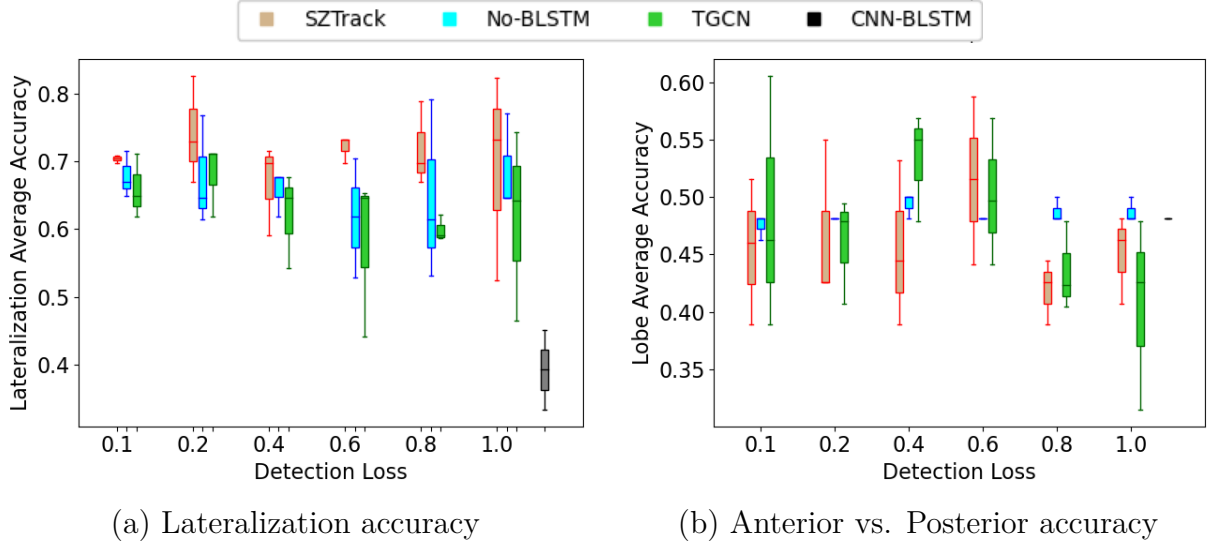 SZTrack No-BLSTM TGCN CNN-BLSTM
Lateralization Average Accuracy
0.8
0.7
0.6
0.5
0.4
0.1 0.2 0.4 0.6 0.8 1.0
Detection Loss
(a) Lateralization accuracy
Lobe Average Accuracy
0.60
0.55
0.50
0.45
0.40
0.35
0.1 0.2 0.4 0.6 0.8 1.0
Detection Loss
(b) Anterior vs. Posterior accuracy